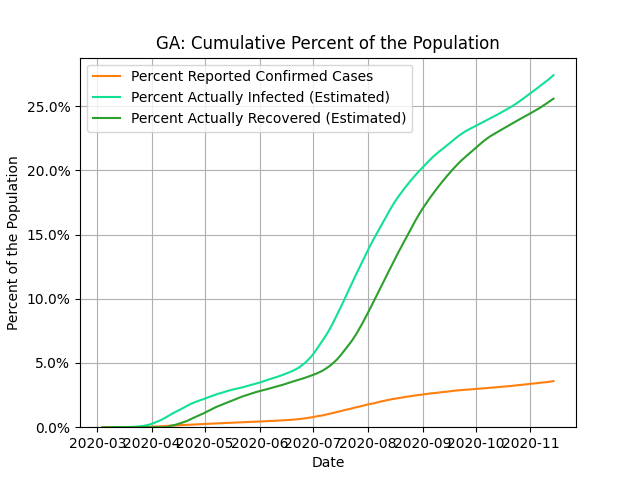 GA: Cumulative Percent of the Population
Percent Reported Confirmed Cases
Percent Actually Infected (Estimated)
Percent Actually Recovered (Estimated)
Percent of the Population
25.0%
20.0%
15.0%
10.0%
5.0%
0.0%
2020-03 2020-04 2020-05 2020-06 2020-07 2020-08 2020-09 2020-10 2020-11
Date